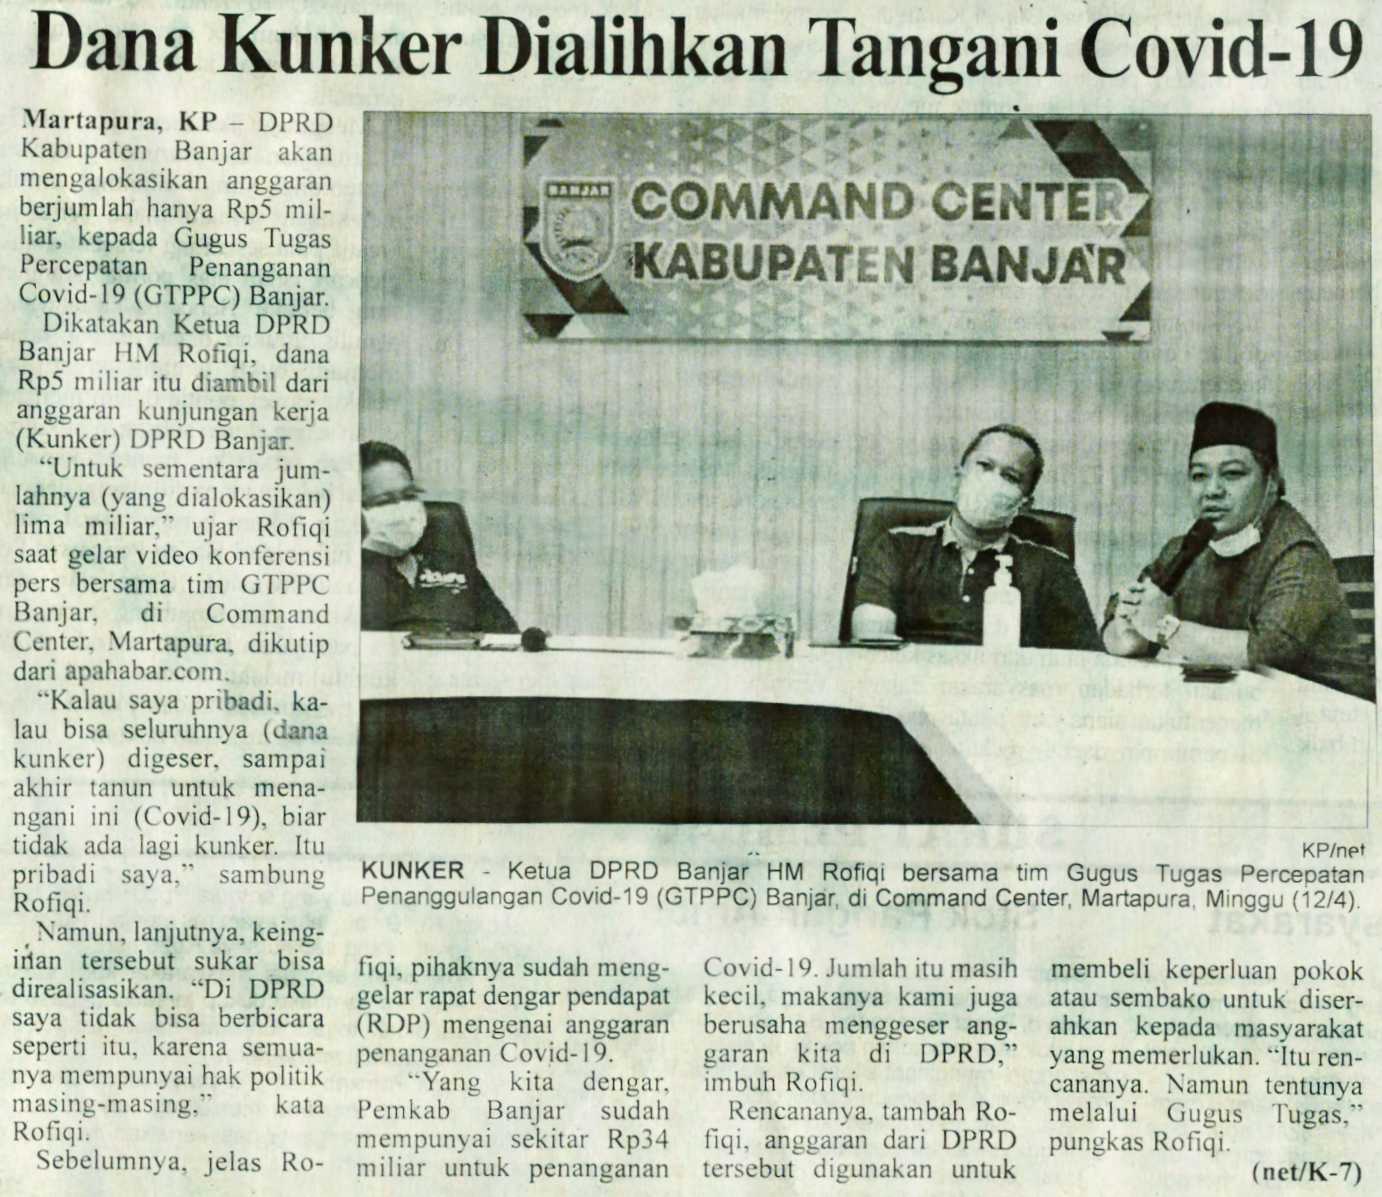 Dana Kunker Dialihkan Tangani Covid-19
Martapura, KP – DPRD
Kabupaten Banjar akan
mengalokasikan anggaran
berjumlah hanya Rp5 mil-
liar, kepada Gugus Tugas
Percepatan Penanganan
Covid-19 (GTPPC) Banjar.
Dikatakan Ketua DPRD
Banjar HM Rofiqi, dana
Rp5 miliar itu diambil dari
anggaran kunjungan kerja
(Kunker) DPRD Banjar.
“Untuk sementara jum-
lahnya (yang dialokasikan)
lima miliar,” ujar Rofiqi
saat gelar video konferensi
pers bersama tim GTPPC
Banjar, di Command
Center, Martapura, dikutip
dari apahabar.com.
“Kalau saya pribadi, ka-
lau bisa seluruhnya (dana
kunker) digeser, sampai
akhir tanun untuk mena-
ngani ini (Covid-19), biar
tidak ada lagi kunker. Itu
pribadi saya,” sambung
Rofiqi.
Namun, lanjutnya, keing-
inan tersebut sukar bisa
direalisasikan. “Di DPRD
saya tidak bisa berbicara
seperti itu, karena semua-
nya mempunyai hak politik
masing-masing,” kata
Rofiqi.
Sebelumnya, jelas Ro-
BANJAR
COMMAND CENTER
KABUPATEN BANJAR
KP/net
KUNKER - Ketua DPRD Banjar HM Rofiqi bersama tim Gugus Tugas Percepatan
Penanggulangan Covid-19 (GTPPC) Banjar, di Command Center, Martapura, Minggu (12/4).
fiqi, pihaknya sudah meng-
gelar rapat dengar pendapat
(RDP) mengenai anggaran
penanganan Covid-19.
“Yang kita dengar,
Pemkab Banjar sudah
mempunyai sekitar Rp34
miliar untuk penanganan
Covid-19. Jumlah itu masih
kecil, makanya kami juga
berusaha menggeser ang-
garan kita di DPRD,”
imbuh Rofiqi.
Rencananya, tambah Ro-
fiqi, anggaran dari DPRD
tersebut digunakan untuk
membeli keperluan pokok
atau sembako untuk diser-
ahkan kepada masyarakat
yang memerlukan. “Itu ren-
cananya. Namun tentunya
melalui Gugus Tugas,”
pungkas Rofiqi.
(net/K-7)